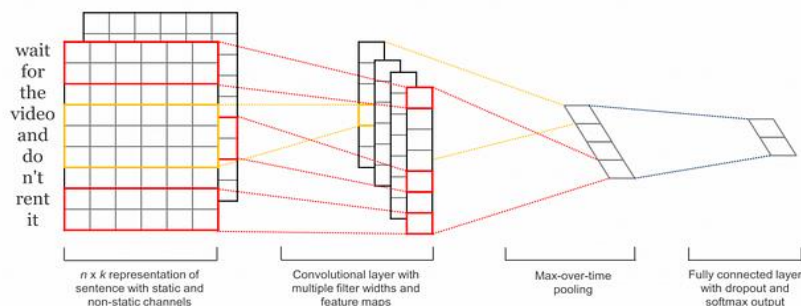 wait
for
the
video
and
do
n't
rent
it
n x k representation of
sentence with static and
non-static channels
Convolutional layer with
multiple filter widths and
feature maps
Max-over-time
pooling
Fully connected layer
with dropout and
softmax output